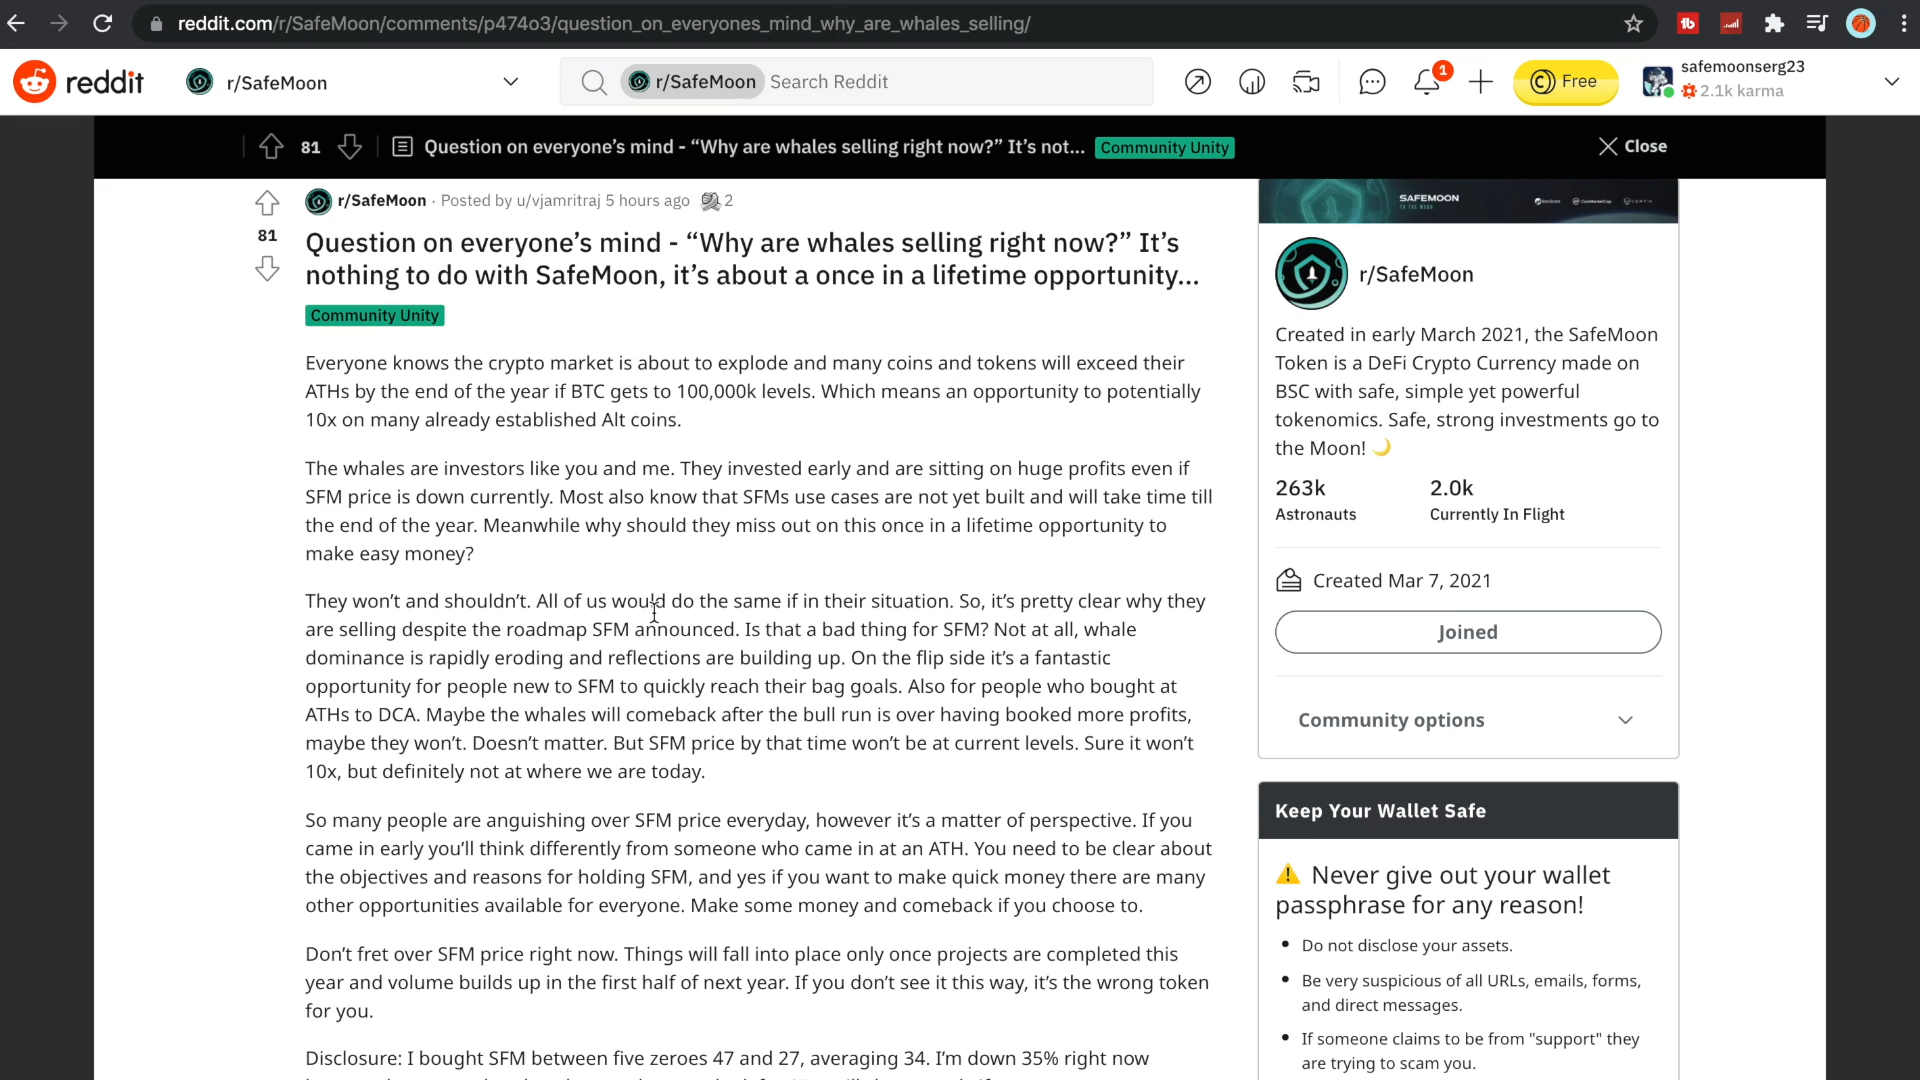 reddit.com/r/SafeMoon/comments/p474o3/question_on_everyones_mind_why_are_whales_selling/
reddit
r/SafeMoon
r/SafeMoon
Search Reddit
1
Free
safemoonserg23
2.1k karma
81
Question on everyone's mind - “Why are whales selling right now?” It's not...
Community Unity
Close
r/SafeMoon · Posted by u/vjamritraj 5 hours ago 2
81
Question on everyone's mind - “Why are whales selling right now?” It's
nothing to do with SafeMoon, it's about a once in a lifetime opportunity...
Community Unity
Everyone knows the crypto market is about to explode and many coins and tokens will exceed their
ATHs by the end of the year if BTC gets to 100,000k levels. Which means an opportunity to potentially
10x on many already established Alt coins.
The whales are investors like you and me. They invested early and are sitting on huge profits even if
SFM price is down currently. Most also know that SFMs use cases are not yet built and will take time till
the end of the year. Meanwhile why should they miss out on this once in a lifetime opportunity to
make easy money?
They won't and shouldn't. All of us would do the same if in their situation. So, it's pretty clear why they
are selling despite the roadmap SFM announced. Is that a bad thing for SFM? Not at all, whale
dominance is rapidly eroding and reflections are building up. On the flip side it's a fantastic
opportunity for people new to SFM to quickly reach their bag goals. Also for people who bought at
ATHs to DCA. Maybe the whales will comeback after the bull run is over having booked more profits,
maybe they won't. Doesn't matter. But SFM price by that time won't be at current levels. Sure it won't
10x, but definitely not at where we are today.
So many people are anguishing over SFM price everyday, however it's a matter of perspective. If you
came in early you'll think differently from someone who came in at an ATH. You need to be clear about
the objectives and reasons for holding SFM, and yes if you want to make quick money there are many
other opportunities available for everyone. Make some money and comeback if you choose to.
Don't fret over SFM price right now. Things will fall into place only once projects are completed this
year and volume builds up in the first half of next year. If you don't see it this way, it's the wrong token
for you.
Disclosure: I bought SFM between five zeroes 47 and 27, averaging 34. I'm down 35% right now
SAFEMOON
TO THE MOON
r/SafeMoon
Created in early March 2021, the SafeMoon
Token is a DeFi Crypto Currency made on
BSC with safe, simple yet powerful
tokenomics. Safe, strong investments go to
the Moon! 🌙
263k
2.0k
Astronauts
Currently In Flight
Created Mar 7, 2021
Joined
Community options
Keep Your Wallet Safe
⚠ Never give out your wallet
passphrase for any reason!
• Do not disclose your assets.
• Be very suspicious of all URLs, emails, forms,
and direct messages.
• If someone claims to be from "support" they
are trying to scam you.